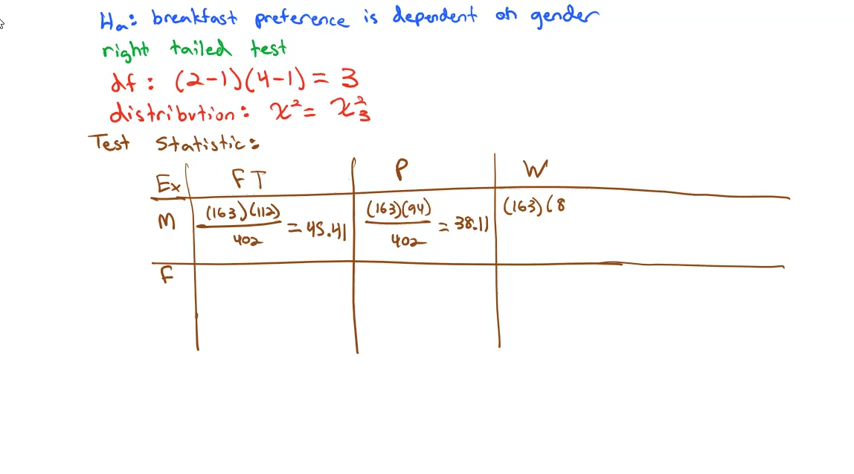 Ha: breakfast preference is dependent on gender
right tailed test
df: (2-1)(4-1) = 3
distribution: χ² = χ²₃
Test Statistic:
Ex FT P W
M (163)(112)/402 = 45.41 (163)(94)/402 = 38.11 (163)(8
F